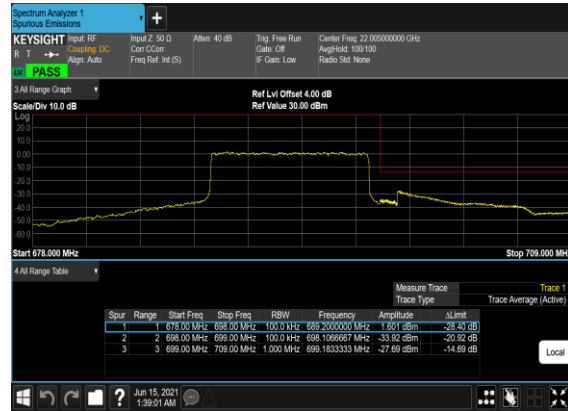 Spectrum Analyzer 1
Spurious Emissions
KEYSIGHT
R T
Input: RF
Coupling: DC
Align: Auto
Input Z: 50 Ω
Corr CCorr
Freq Ref: Int (S)
Atten: 40 dB
Trig: Free Run
Gate: Off
IF Gain: Low
Center Freq: 22.005000000 GHz
Avg|Hold: 100/100
Radio Std: None
PASS
3 All Range Graph
Scale/Div 10.0 dB
Ref Lvl Offset 4.00 dB
Ref Value 30.00 dBm
Log
20.0
10.0
0.00
-10.0
-20.0
-30.0
-40.0
-50.0
-60.0
Start 678.000 MHz
Stop 709.000 MH
4 All Range Table
Measure Trace Trace 1
Trace Type Trace Average (Active)
Spur Range Start Freq Stop Freq RBW Frequency Amplitude ΔLimit
1 1 678.00 MHz 698.00 MHz 100.0 kHz 689.2000000 MHz 1.601 dBm -28.40 dB
2 2 698.00 MHz 699.00 MHz 100.0 kHz 698.1066667 MHz -33.92 dBm -20.92 dB
3 3 699.00 MHz 709.00 MHz 1.000 MHz 699.1833333 MHz -27.69 dBm -14.69 dB
Local
?
Jun 15, 2021
1:39:01 AM